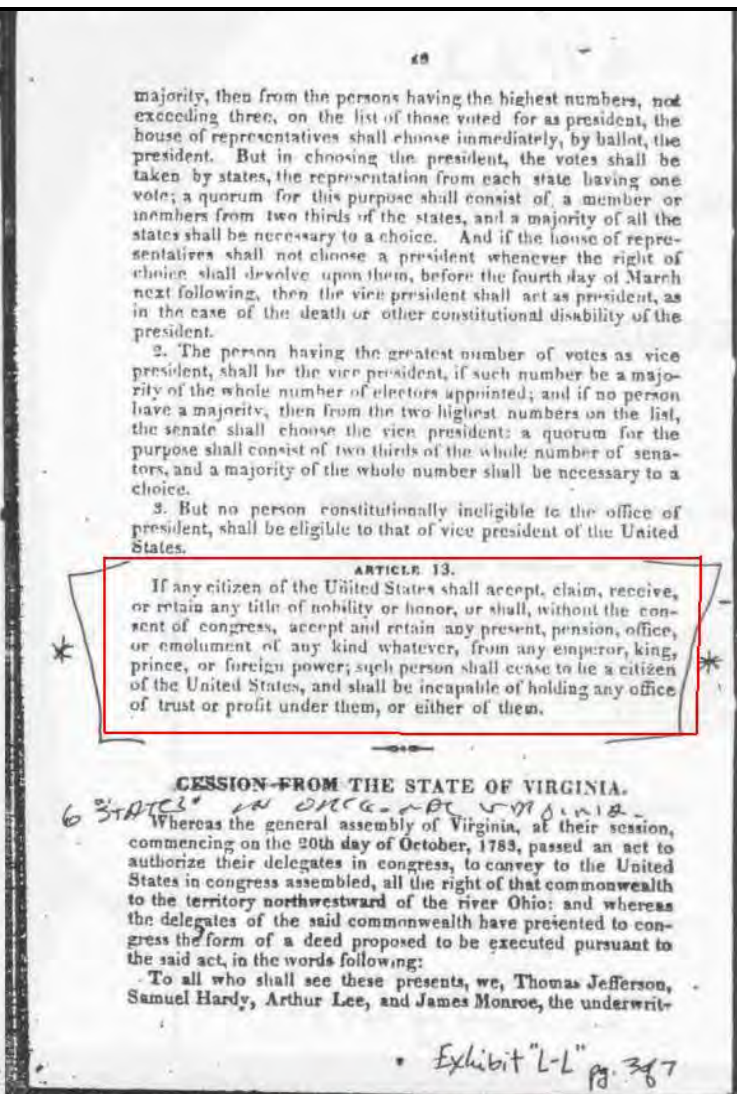 majority, then from the persons having the highest numbers, not
exceeding three, on the list of those voted for as president, the
house of representatives shall choose immediately, by ballot, the
president. But in choosing the president, the votes shall be
taken by states, the representation from each state having one
vote; a quorum for this purpose shall consist of a member or
members from two thirds of the states, and a majority of all the
states shall be necessary to a choice. And if the house of repre-
sentatives shall not choose a president whenever the right of
choice shall devolve upon them, before the fourth day of March
next following, then the vice president shall act as president, as
in the case of the death or other constitutional disability of the
president.
2. The person having the greatest number of votes as vice
president, shall be the vice president, if such number be a majo-
rity of the whole number of electors appointed; and if no person
have a majority, then from the two highest numbers on the list,
the senate shall choose the vice president: a quorum for the
purpose shall consist of two thirds of the whole number of sena-
tors, and a majority of the whole number shall be necessary to a
choice.
3. But no person constitutionally ineligible to the office of
president, shall be eligible to that of vice president of the United
States.
ARTICLE 13.
If any citizen of the United States shall accept, claim, receive,
or retain any title of nobility or honor, or shall, without the con-
sent of congress, accept and retain any present, pension, office,
or emolument of any kind whatever, from any emperor, king,
prince, or foreign power; such person shall cease to be a citizen
of the United States, and shall be incapable of holding any office
of trust or profit under them, or either of them.
CESSION FROM THE STATE OF VIRGINIA.
6 "STATES"
Whereas the general assembly of Virginia, at their session,
commencing on the 20th day of October, 1783, passed an act to
authorize their delegates in congress, to convey to the United
States in congress assembled, all the right of that commonwealth
to the territory northwestward of the river Ohio: and whereas
the delegates of the said commonwealth have presented to con-
gress the form of a deed proposed to be executed pursuant to
the said act, in the words following:
To all who shall see these presents, we, Thomas Jefferson,
Samuel Hardy, Arthur Lee, and James Monroe, the underwrit-
Exhibit "L-L" pg. 3 of 7